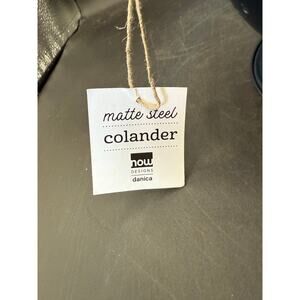 matte steel
colander
now
DESIGNS
danica